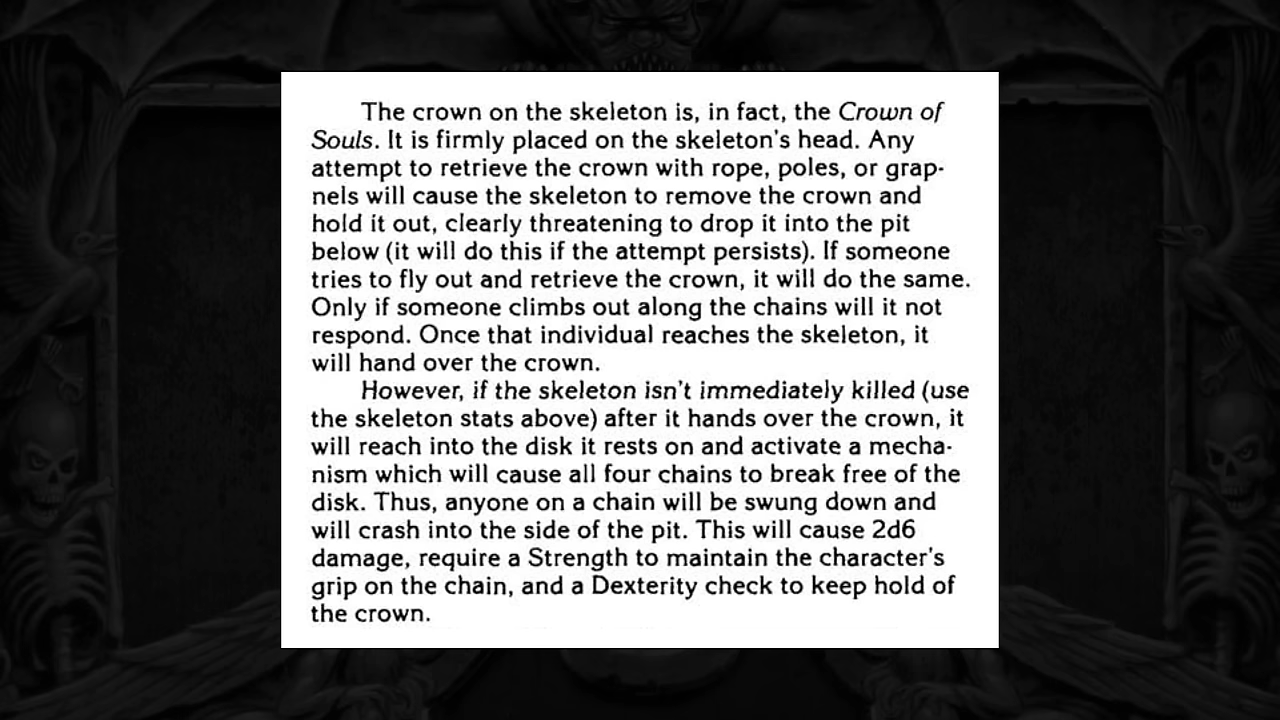 The crown on the skeleton is, in fact, the Crown of
Souls. It is firmly placed on the skeleton's head. Any
attempt to retrieve the crown with rope, poles, or grap-
nels will cause the skeleton to remove the crown and
hold it out, clearly threatening to drop it into the pit
below (it will do this if the attempt persists). If someone
tries to fly out and retrieve the crown, it will do the same.
Only if someone climbs out along the chains will it not
respond. Once that individual reaches the skeleton, it
will hand over the crown.
However, if the skeleton isn't immediately killed (use
the skeleton stats above) after it hands over the crown, it
will reach into the disk it rests on and activate a mecha-
nism which will cause all four chains to break free of the
disk. Thus, anyone on a chain will be swung down and
will crash into the side of the pit. This will cause 2d6
damage, require a Strength to maintain the character's
grip on the chain, and a Dexterity check to keep hold of
the crown.